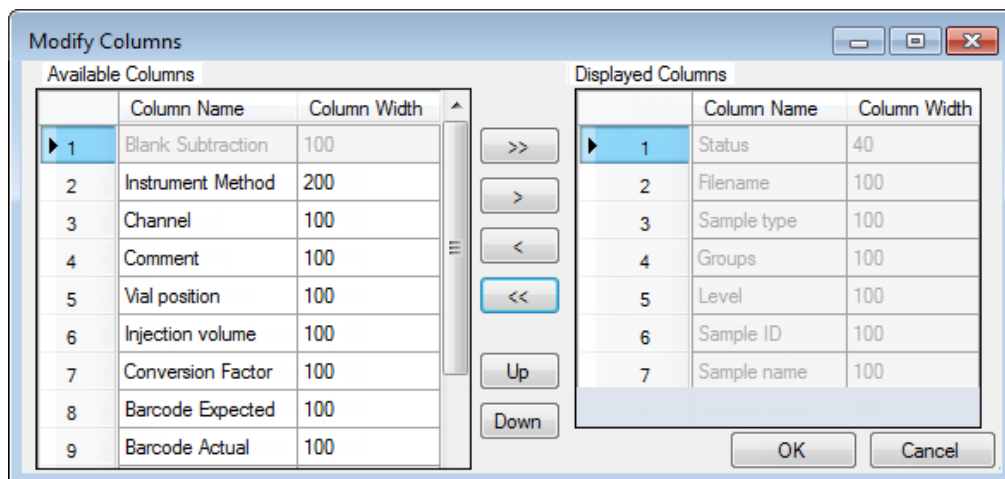 Modify Columns
Available Columns
Column Name Column Width
1 Blank Subtraction 100
2 Instrument Method 200
3 Channel 100
4 Comment 100
5 Vial position 100
6 Injection volume 100
7 Conversion Factor 100
8 Barcode Expected 100
9 Barcode Actual 100
>>
>
<
<<
Up
Down
Displayed Columns
Column Name Column Width
1 Status 40
2 Filename 100
3 Sample type 100
4 Groups 100
5 Level 100
6 Sample ID 100
7 Sample name 100
OK Cancel